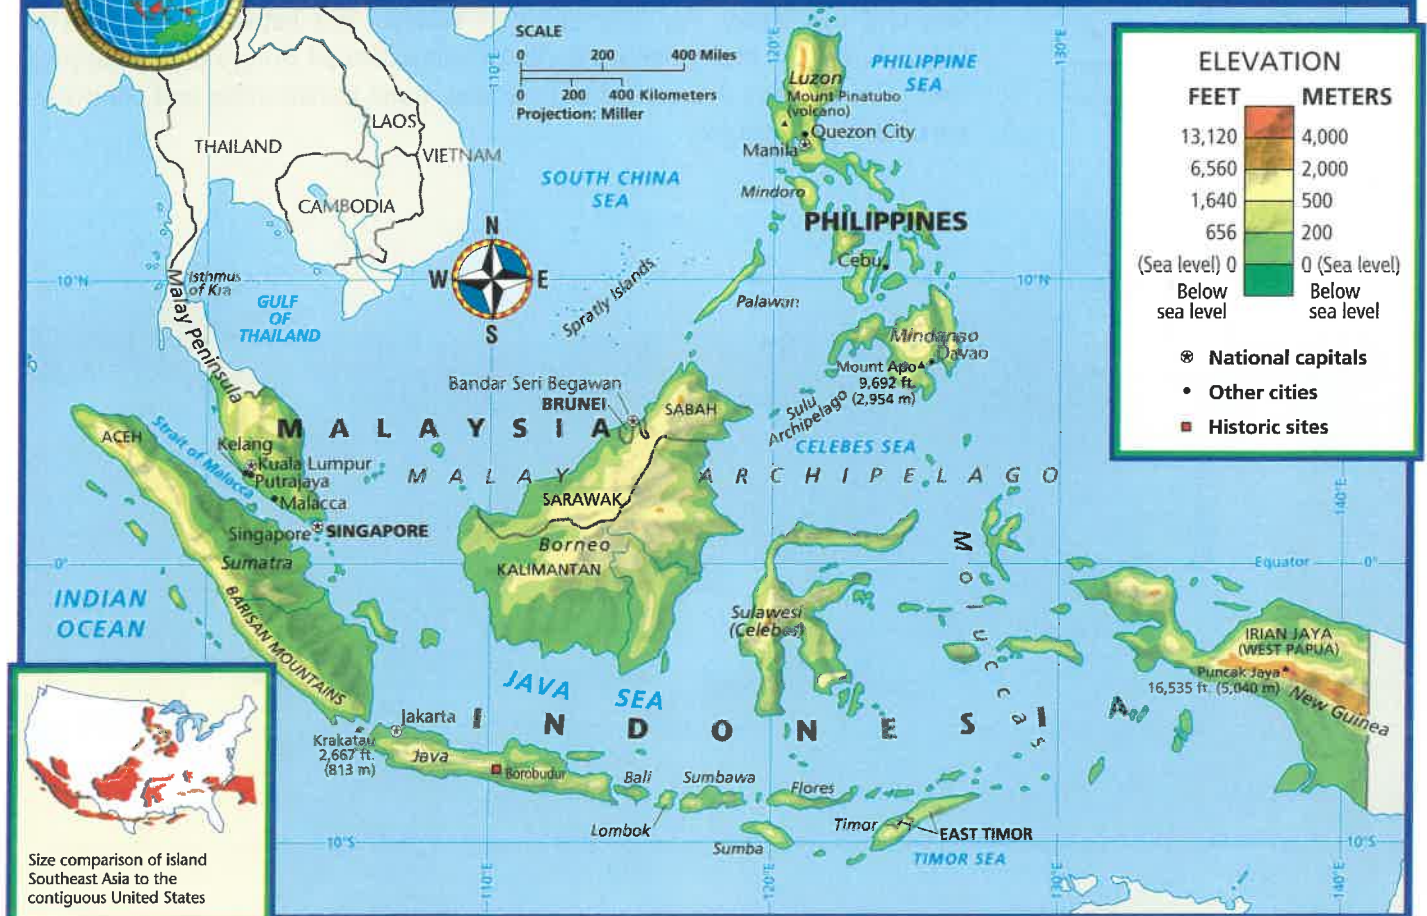 SCALE
0 200 400 Miles
0 200 400 Kilometers
Projection: Miller
110°E
120°E
130°E
PHILIPPINE
SEA
Luzon
Mount Pinatubo
(volcano)
Quezon City
Manila
LAOS
THAILAND
VIETNAM
CAMBODIA
SOUTH CHINA
SEA
Mindoro
PHILIPPINES
Cebu
N
W E
S
10°N
10°N
Isthmus
of Kra
Malay Peninsula
GULF
OF
THAILAND
Spratly Islands
Palawan
Mindanao
Davao
Mount Apo
9,692 ft.
(2,954 m)
Sulu
Archipelago
CELEBES SEA
Bandar Seri Begawan
BRUNEI
SABAH
MALAYSIA
ACEH
Strait of Malacca
Kelang
Kuala Lumpur
Putrajaya
Malacca
MALAY ARCHIPELAGO
SARAWAK
Singapore
SINGAPORE
Borneo
KALIMANTAN
Sumatra
0°
Equator
0°
140°E
INDIAN
OCEAN
BARISAN MOUNTAINS
Sulawesi
(Celebes)
Moluccas
IRIAN JAYA
(WEST PAPUA)
Puncak Jaya
16,535 ft. (5,040 m)
New Guinea
JAVA SEA
INDONESIA
Jakarta
Krakatau
2,667 ft.
(813 m)
Java
Borobudur
Bali
Sumbawa
Flores
Lombok
Sumba
Timor
EAST TIMOR
TIMOR SEA
10°S
10°S
110°E
120°E
130°E
140°E
ELEVATION
FEET METERS
13,120 4,000
6,560 2,000
1,640 500
656 200
(Sea level) 0 0 (Sea level)
Below Below
sea level sea level
National capitals
Other cities
Historic sites
Size comparison of island
Southeast Asia to the
contiguous United States